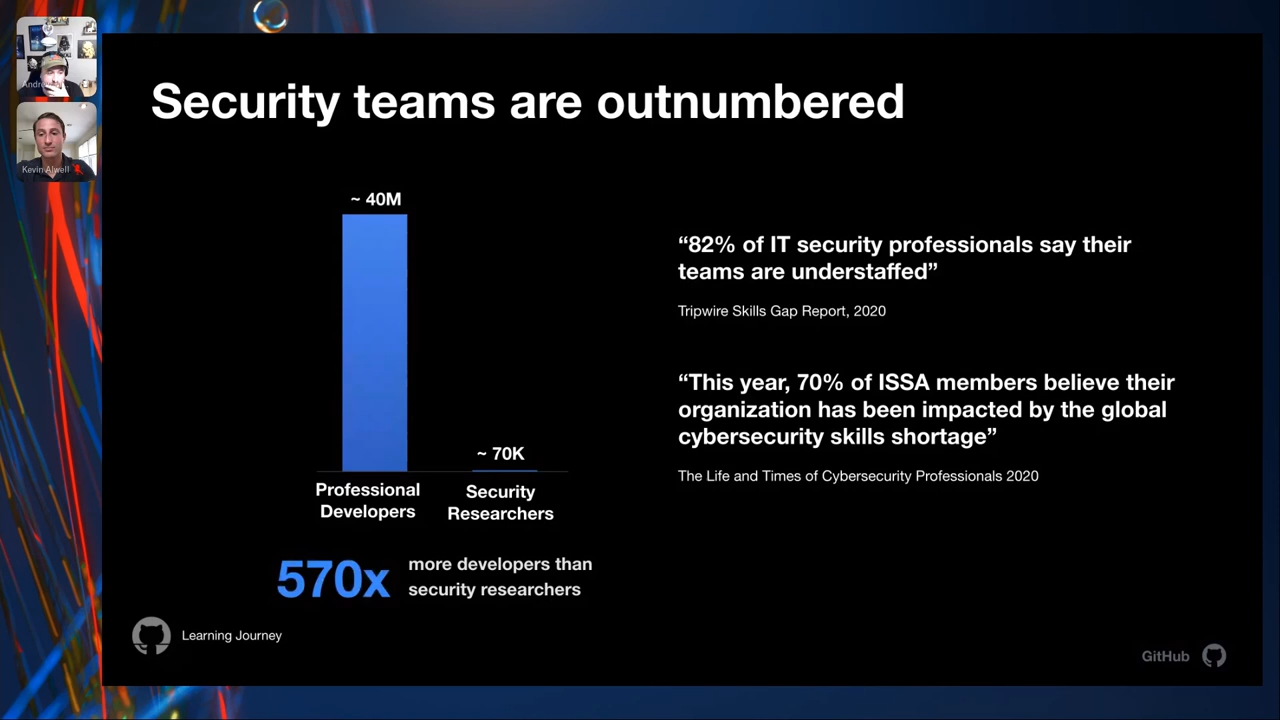 Security teams are outnumbered
Andre
Kevin Alwell
~ 40M
~ 70K
Professional
Developers
Security
Researchers
570x
more developers than
security researchers
“82% of IT security professionals say their
teams are understaffed”
Tripwire Skills Gap Report, 2020
“This year, 70% of ISSA members believe their
organization has been impacted by the global
cybersecurity skills shortage”
The Life and Times of Cybersecurity Professionals 2020
Learning Journey
GitHub